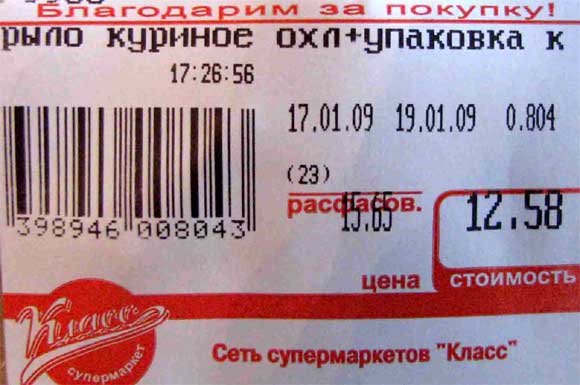 Благодарим за покупку!
рыло куриное охл+упаковка к
17:26:56
17.01.09 19.01.09 0.804
(23)
расфасов.
15.65 12.58
398946 008043
цена стоимость
Класс
супермаркет
Сеть супермаркетов "Класс"